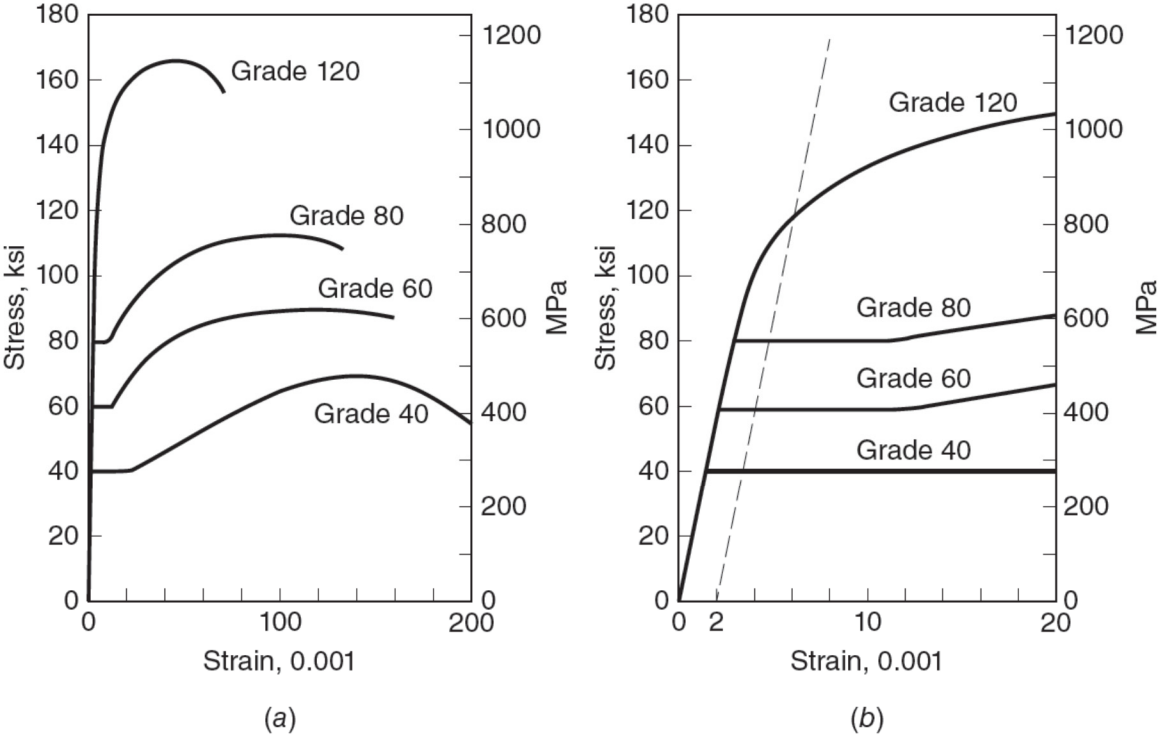 180
160
140
120
100
80
60
40
20
0
Stress, ksi
Grade 120
Grade 80
Grade 60
Grade 40
1200
1000
800
600
400
200
0
MPa
0 100 200
Strain, 0.001
(a)
180
160
140
120
100
80
60
40
20
0
Stress, ksi
Grade 120
Grade 80
Grade 60
Grade 40
1200
1000
800
600
400
200
0
MPa
0 2 10 20
Strain, 0.001
(b)